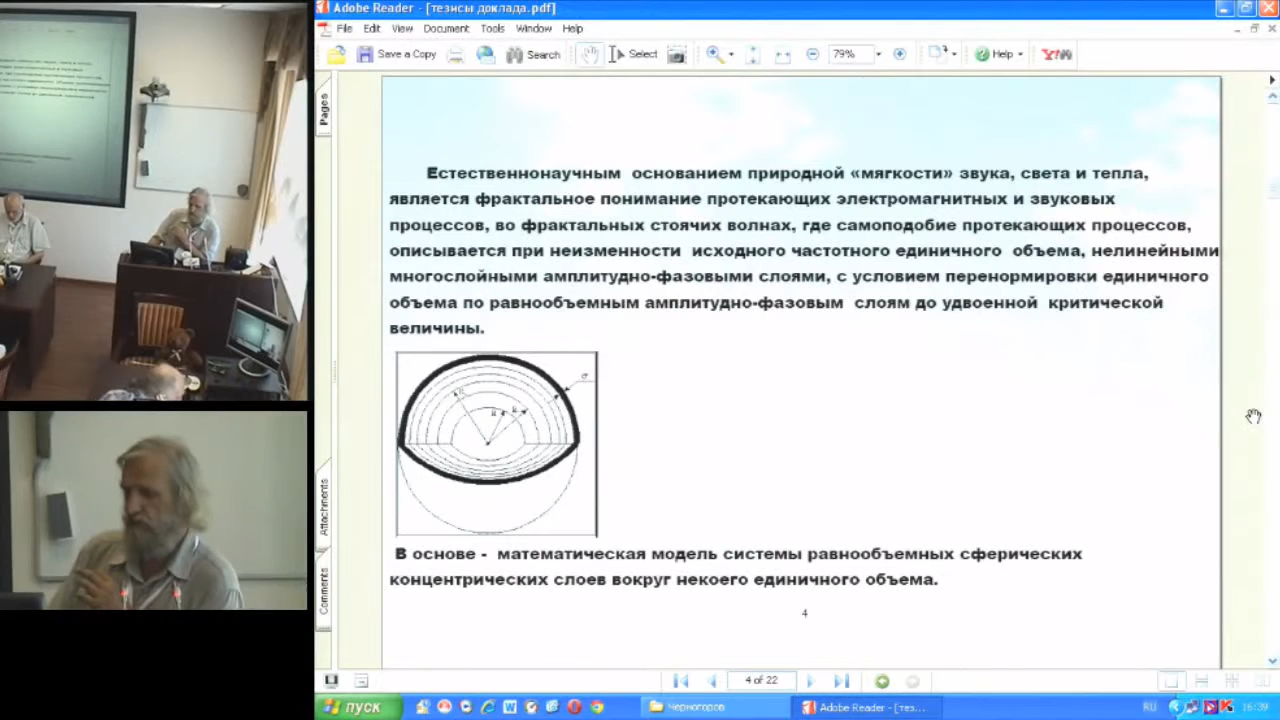 Adobe Reader - [тезисы доклада.pdf]
File Edit View Document Tools Window Help
Save a Copy Search Select 79% Help Y!
Pages
Естественнонаучным основанием природной «мягкости» звука, света и тепла,
является фрактальное понимание протекающих электромагнитных и звуковых
процессов, во фрактальных стоячих волнах, где самоподобие протекающих процессов,
описывается при неизменности исходного частотного единичного объема, нелинейными
многослойными амплитудно-фазовыми слоями, с условием перенормировки единичного
объема по равнообъемным амплитудно-фазовым слоям до удвоенной критической
величины.
Attachments
Comments
В основе - математическая модель системы равнообъемных сферических
концентрических слоев вокруг некоего единичного объема.
4
4 of 22
пуск Черногоров Adobe Reader - [тез... RU 16:39